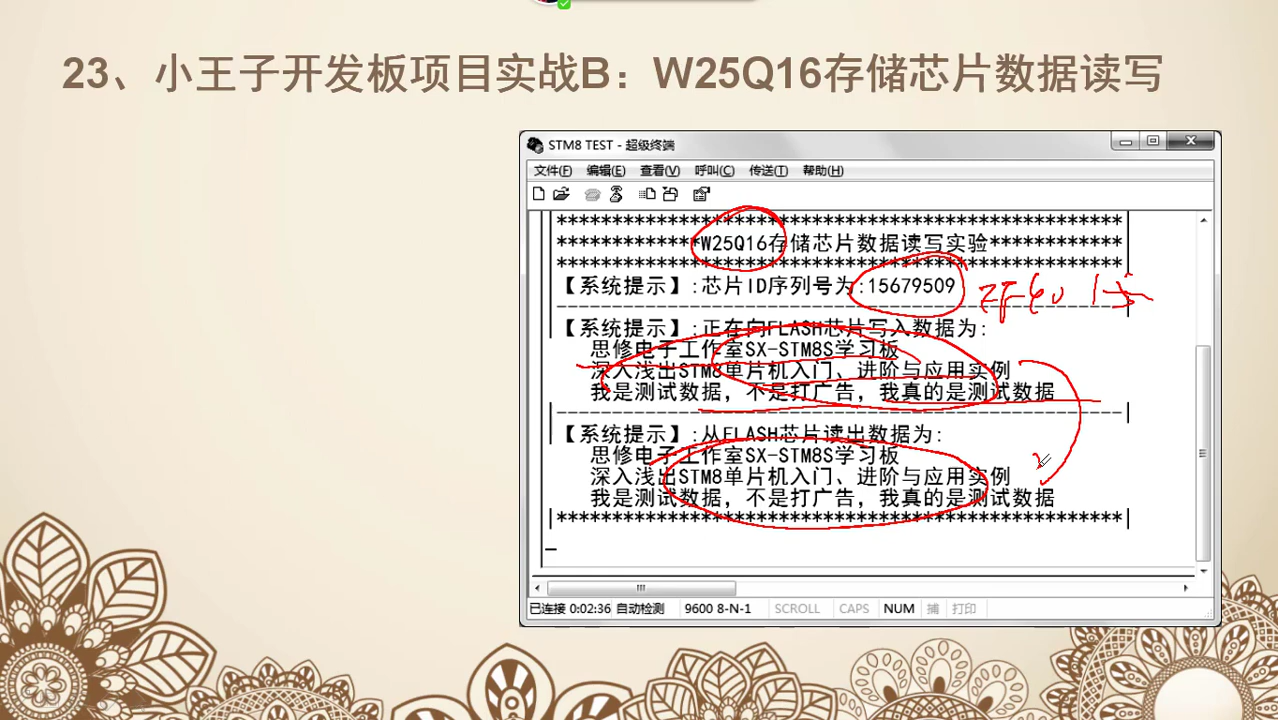 23、小王子开发板项目实战B：W25Q16存储芯片数据读写
STM8 TEST - 超级终端
文件(F) 编辑(E) 查看(V) 呼叫(C) 传送(T) 帮助(H)
|***************************************************|
|*************W25Q16存储芯片数据读写实验************|
|***************************************************|
【系统提示】:芯片ID序列号为:15679509
|---------------------------------------------------|
|【系统提示】:正在向FLASH芯片写入数据为:
思修电子工作室SX-STM8S学习板
深入浅出STM8单片机入门、进阶与应用实例
我是测试数据，不是打广告，我真的是测试数据
|---------------------------------------------------|
|【系统提示】:从FLASH芯片读出数据为:
思修电子工作室SX-STM8S学习板
深入浅出STM8单片机入门、进阶与应用实例
我是测试数据，不是打广告，我真的是测试数据
|***************************************************|
_
已连接 0:02:36 自动检测 9600 8-N-1 SCROLL CAPS NUM 捕 打印